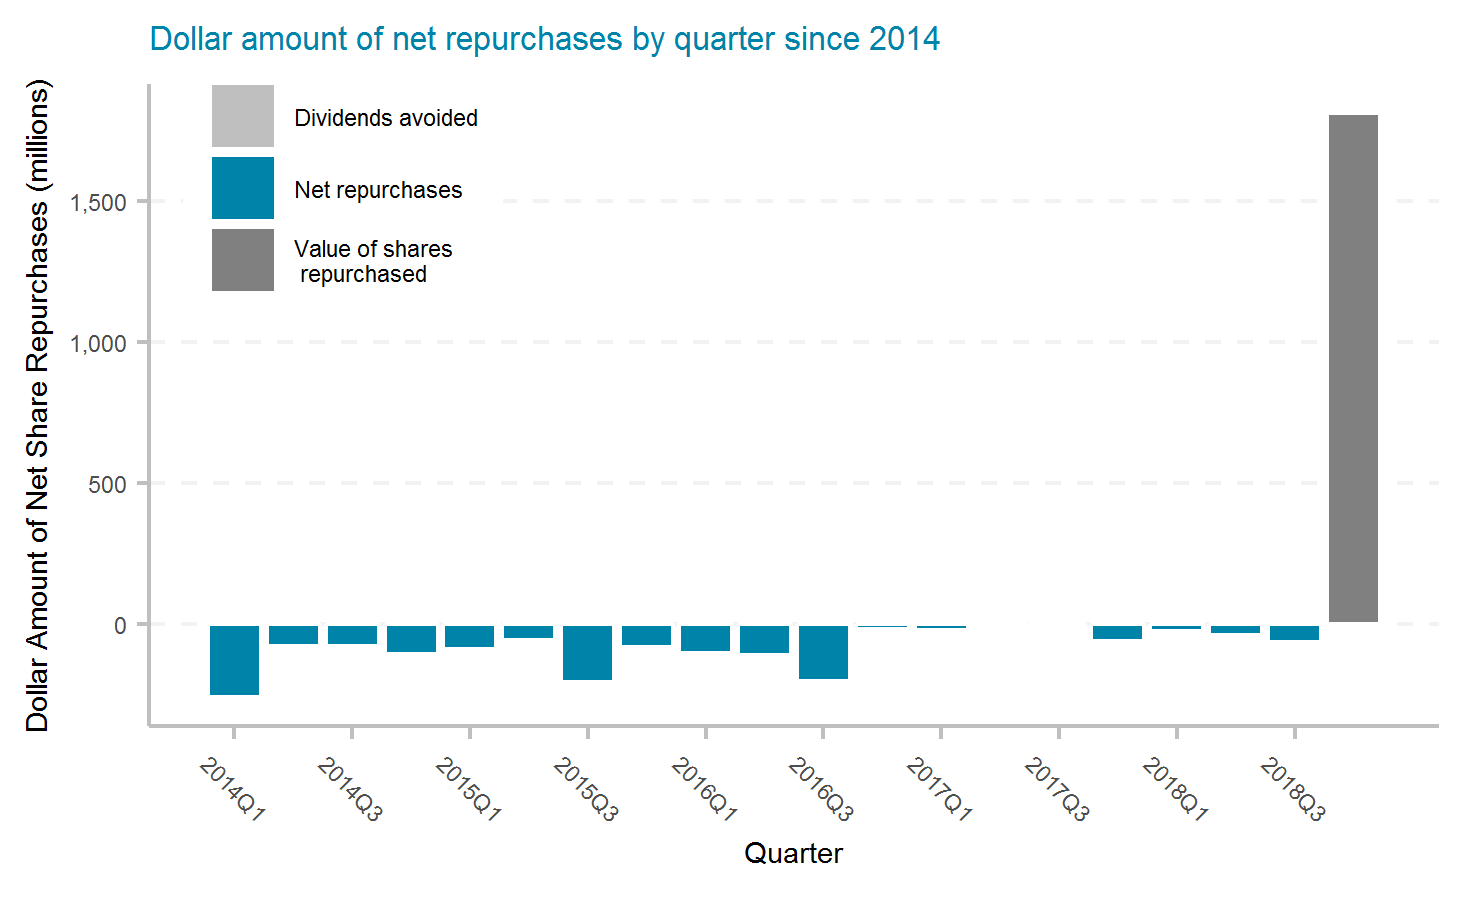 Dollar amount of net repurchases by quarter since 2014
Dollar Amount of Net Share Repurchases (millions)
Dividends avoided
Net repurchases
Value of shares
repurchased
1,500
1,000
500
0
2014Q1
2014Q3
2015Q1
2015Q3
2016Q1
2016Q3
2017Q1
2017Q3
2018Q1
2018Q3
Quarter